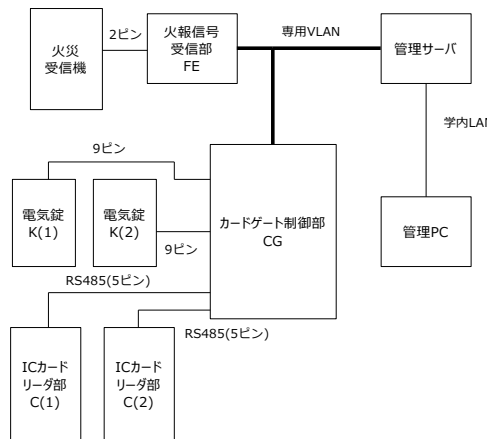 火災
受信機
2ピン
火報信号
受信部
FE
専用VLAN
管理サーバ
学内LAN
管理PC
9ピン
電気錠
K(1)
電気錠
K(2)
9ピン
カードゲート制御部
CG
RS485(5ピン)
RS485(5ピン)
ICカード
リーダ部
C(1)
ICカード
リーダ部
C(2)